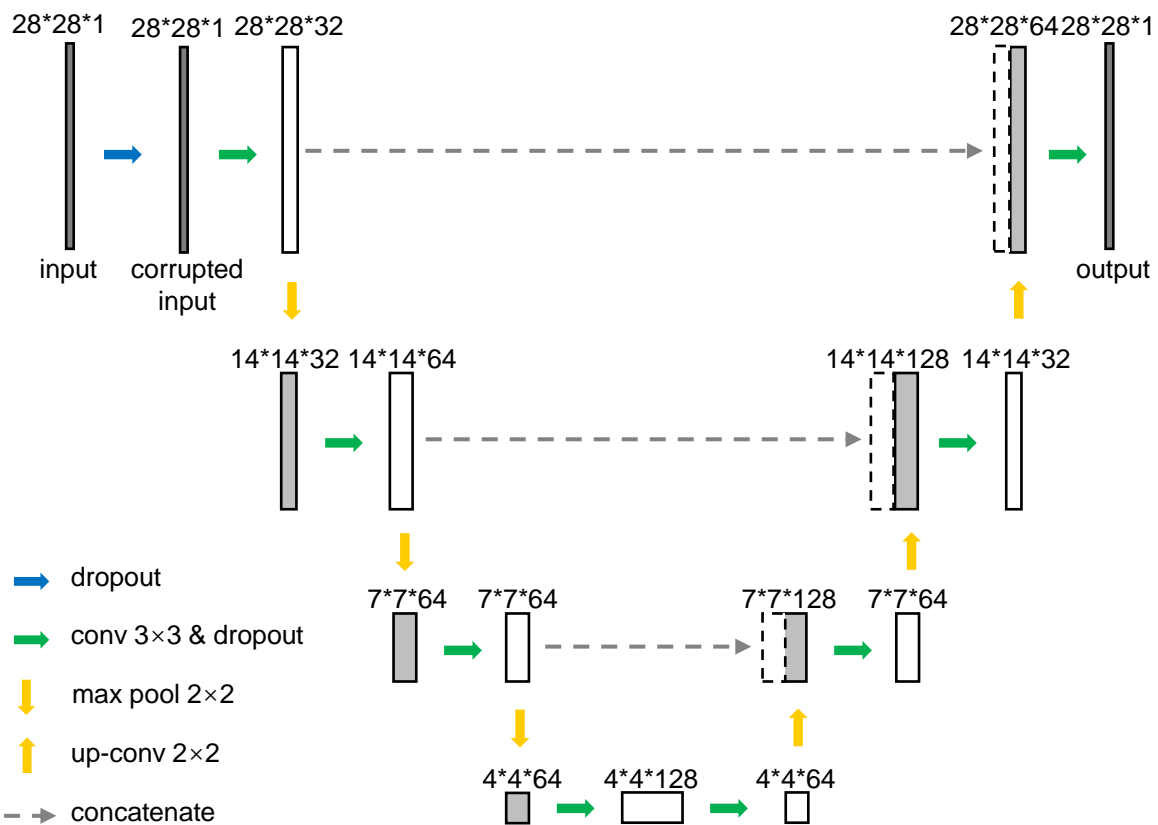 28*28*1
28*28*1
28*28*32
28*28*64
28*28*1
input
corrupted
input
output
14*14*32
14*14*64
14*14*128
14*14*32
dropout
7*7*64
7*7*64
7*7*128
7*7*64
conv 3×3 & dropout
max pool 2×2
up-conv 2×2
4*4*64
4*4*128
4*4*64
concatenate